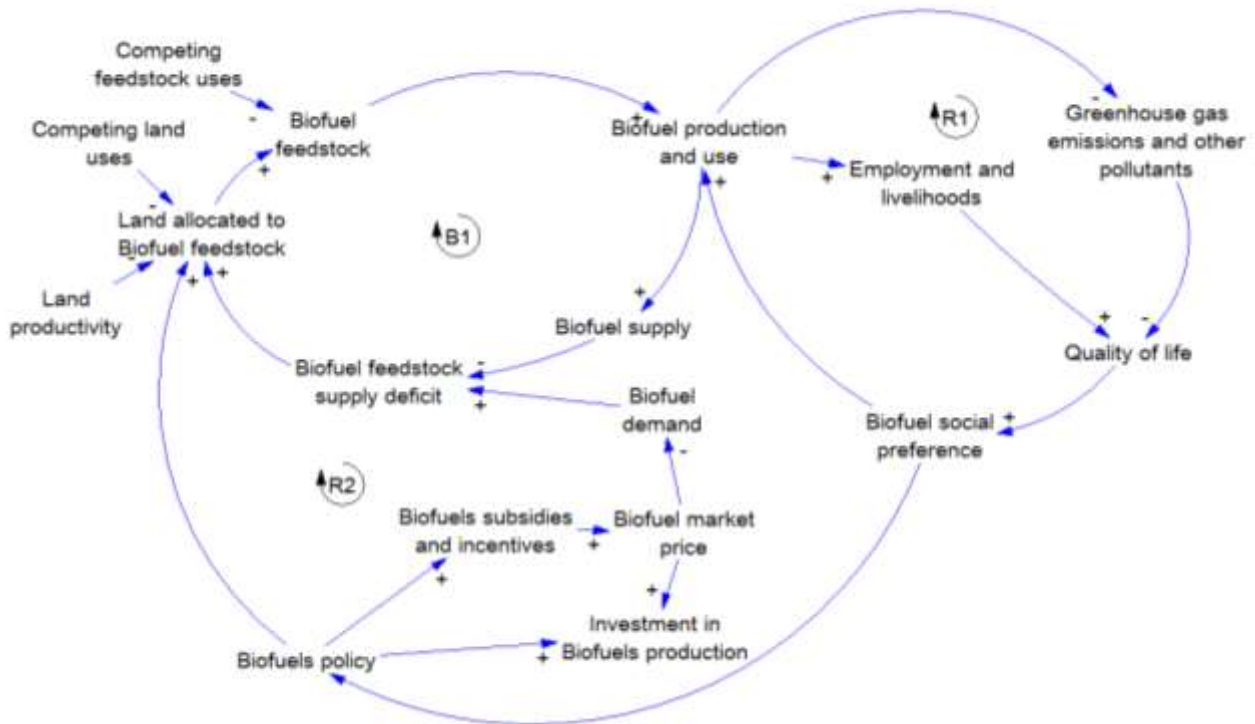 Competing
feedstock uses
-
Biofuel
feedstock
+
Competing land
uses
-
Land allocated to
Biofuel feedstock
-
+
+
Land
productivity
B1
+
Biofuel production
and use
+
R1
-
Greenhouse gas
emissions and other
pollutants
+
Employment and
livelihoods
+
Biofuel supply
+
-
Quality of life
Biofuel feedstock
supply deficit
-
+
Biofuel
demand
-
Biofuel social
preference
+
R2
Biofuels subsidies
and incentives
+
+
Biofuel market
price
+
Investment in
Biofuels production
+
Biofuels policy